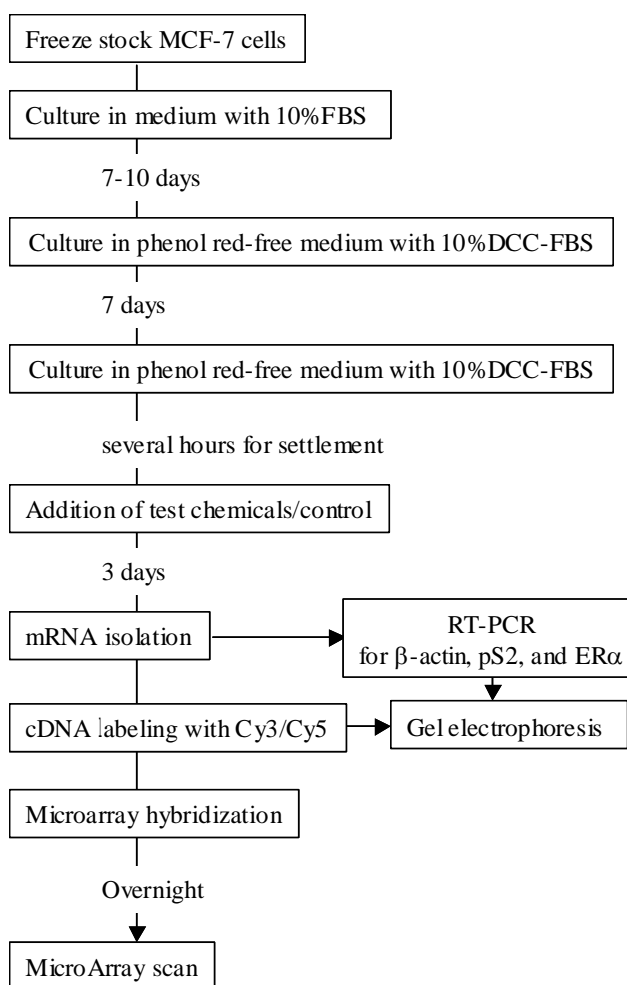 Freeze stock MCF-7 cells
Culture in medium with 10%FBS
7-10 days
Culture in phenol red-free medium with 10%DCC-FBS
7 days
Culture in phenol red-free medium with 10%DCC-FBS
several hours for settlement
Addition of test chemicals/control
3 days
mRNA isolation
RT-PCR
for β-actin, pS2, and ERα
cDNA labeling with Cy3/Cy5
Gel electrophoresis
Microarray hybridization
Overnight
MicroArray scan